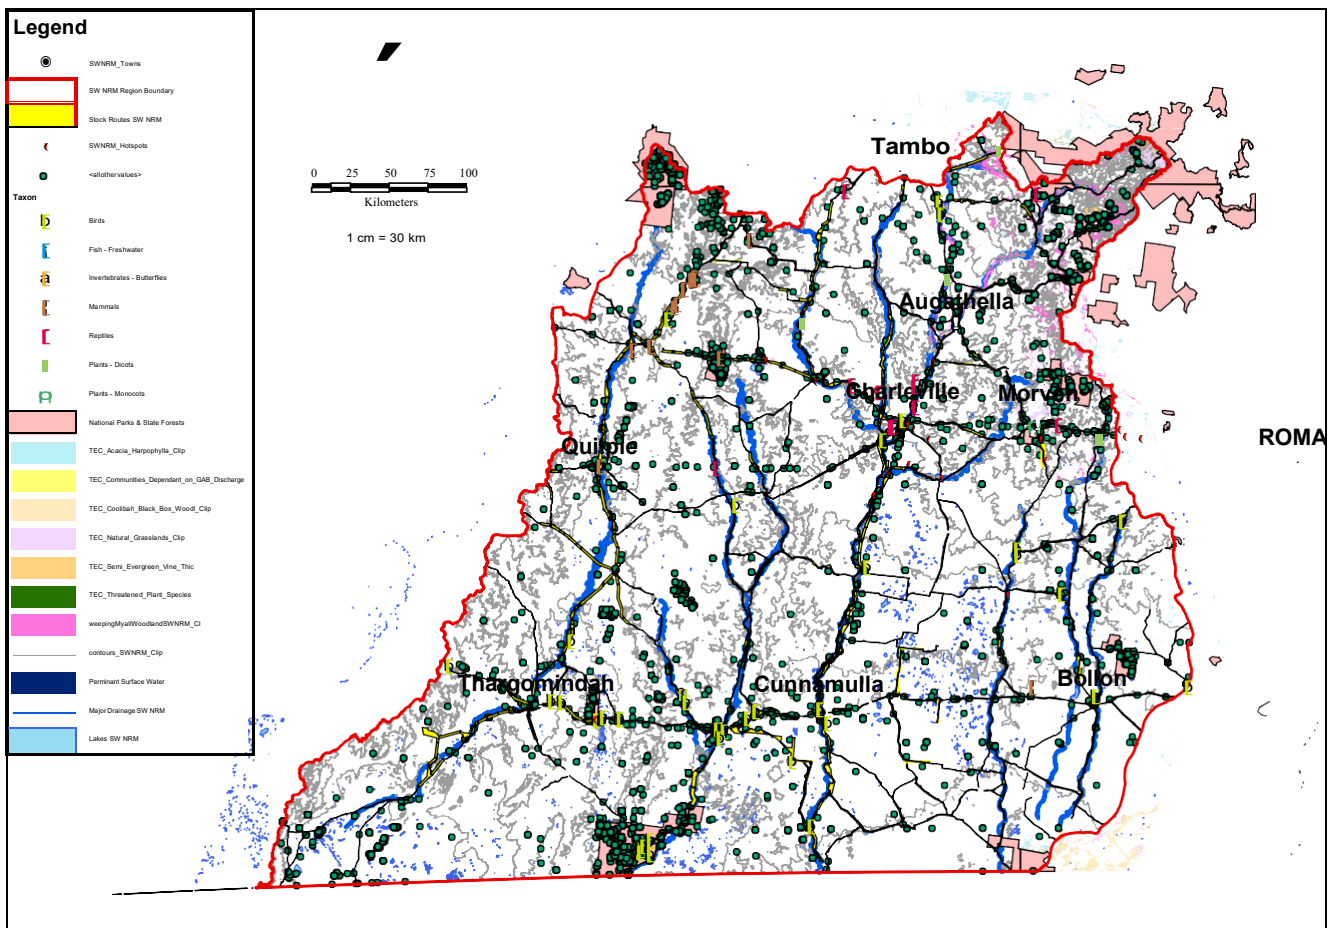 Legend
SWNRM_Towns
SW NRM Region Boundary
Stock Routes SW NRM
SWNRM_Hotspots
<allothervalues>
Taxon
Birds
Fish - Freshwater
Invertebrates - Butterflies
Mammals
Reptiles
Plants - Dicots
Plants - Monocots
National Parks & State Forests
TEC_Acacia_Harpophylla_Clip
TEC_Communities_Dependant_on_GAB_Discharge
TEC_Coolibah_Black_Box_Woodl_Clip
TEC_Natural_Grasslands_Clip
TEC_Semi_Evergreen_Vine_Thic
TEC_Threatened_Plant_Species
weepingMyallWoodlandSWNRM_Cl
contours_SWNRM_Clip
Perminant Surface Water
Major Drainage SW NRM
Lakes SW NRM
0 25 50 75 100
Kilometers
1 cm = 30 km
Tambo
Augathella
Charleville
Morven
ROMA
Quilpie
Thargomindah
Cunnamulla
Bollon